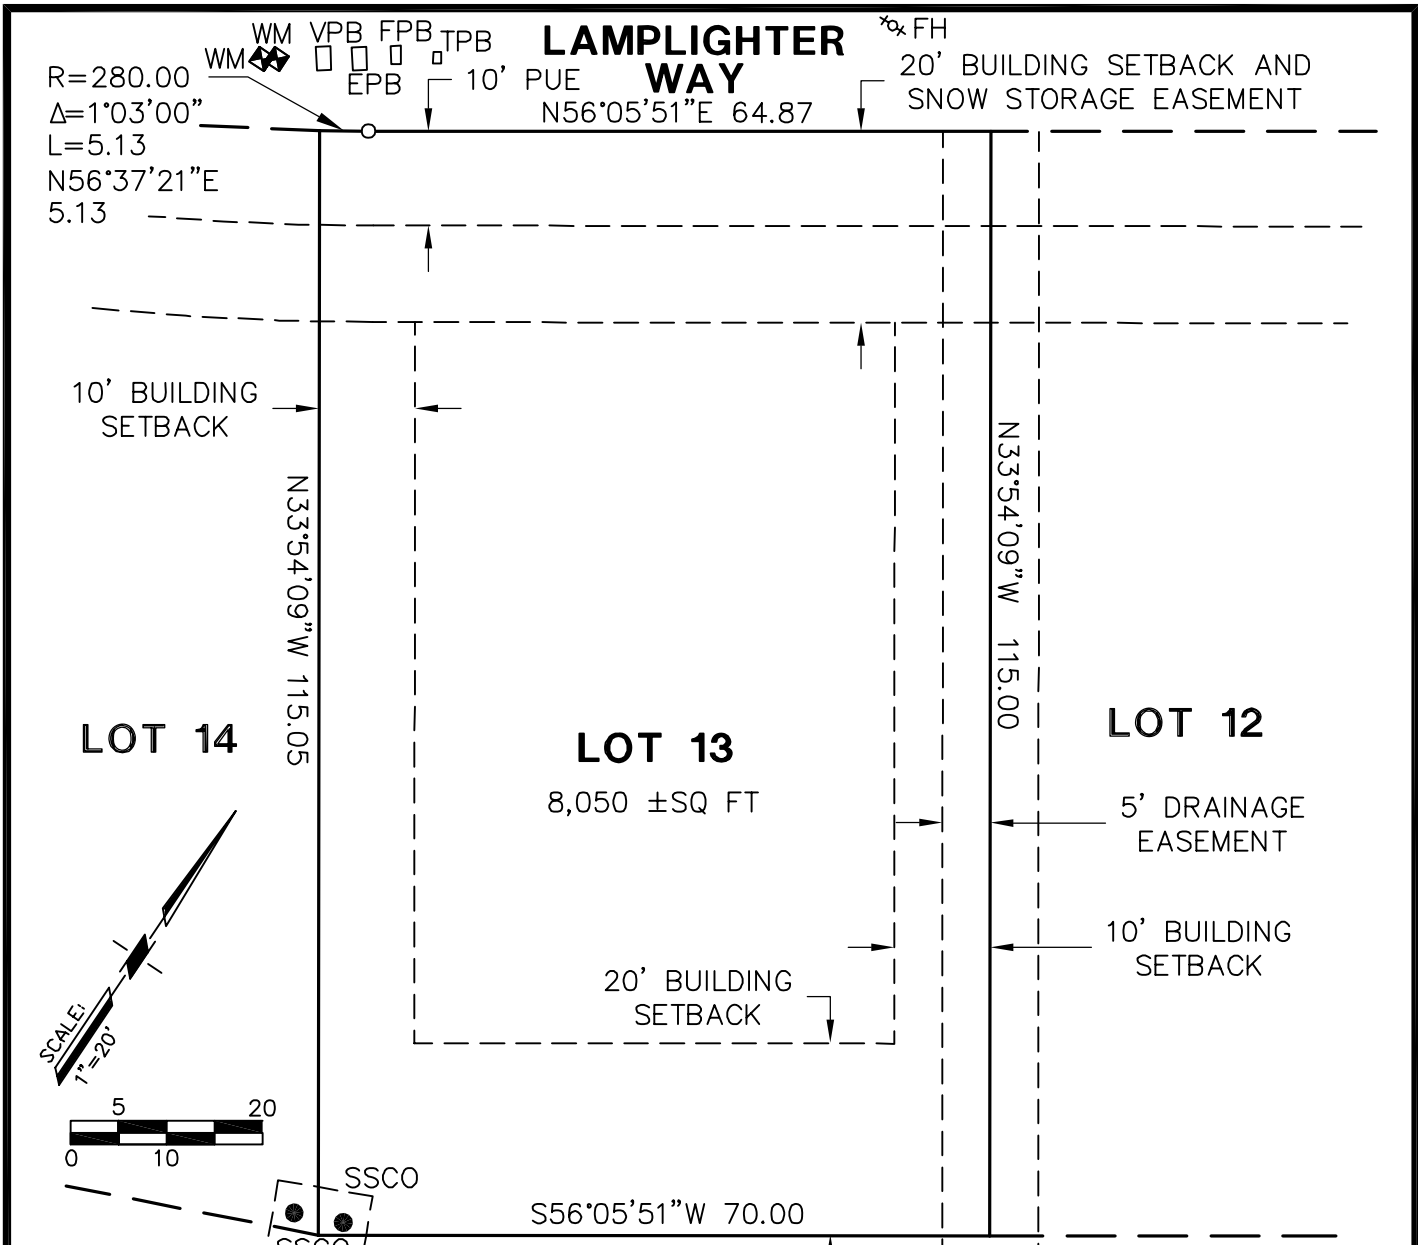 WM
VPB
FPB
TPB
WM
EPB
LAMPLIGHTER
WAY
FH
R=280.00
Δ=1°03'00"
L=5.13
N56°37'21"E
5.13
10' PUE
N56°05'51"E 64.87
20' BUILDING SETBACK AND
SNOW STORAGE EASEMENT
10' BUILDING
SETBACK
N33°54'09"W 115.05
N33°54'09"W 115.00
LOT 14
LOT 13
8,050 ±SQ FT
LOT 12
5' DRAINAGE
EASEMENT
10' BUILDING
SETBACK
20' BUILDING
SETBACK
SCALE:
1"=20'
5 20
0 10
SSCO
S56°05'51"W 70.00
SSCO